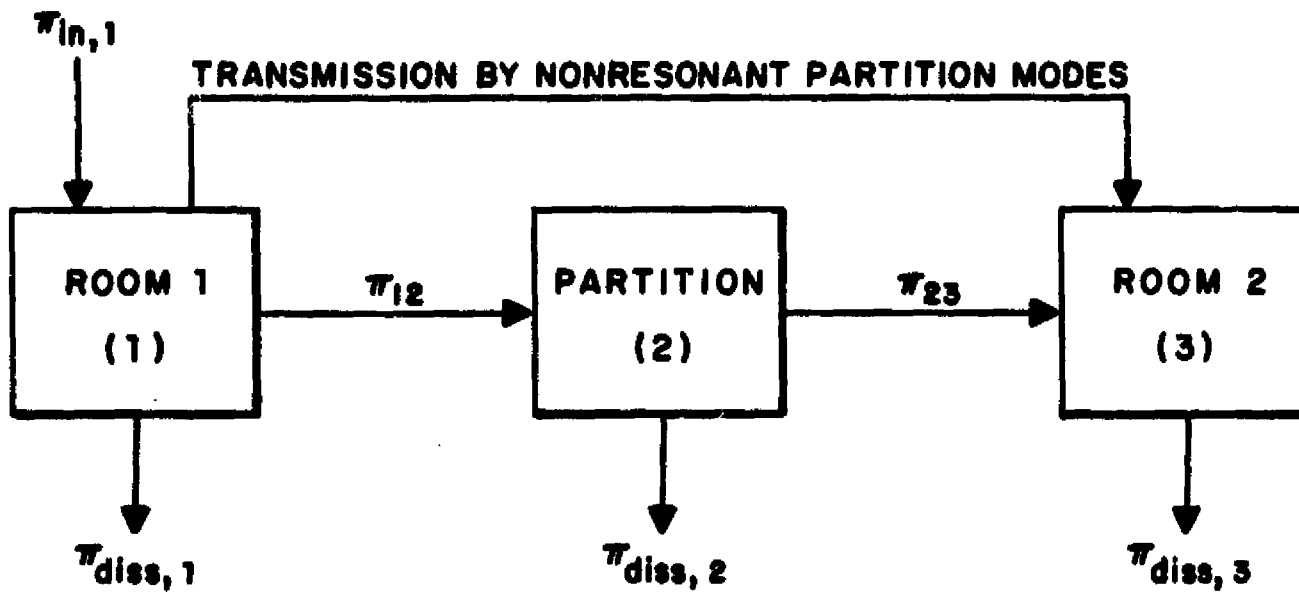 π_in, 1
TRANSMISSION BY NONRESONANT PARTITION MODES
ROOM 1
(1)
π_12
PARTITION
(2)
π_23
ROOM 2
(3)
π_diss, 1
π_diss, 2
π_diss, 3